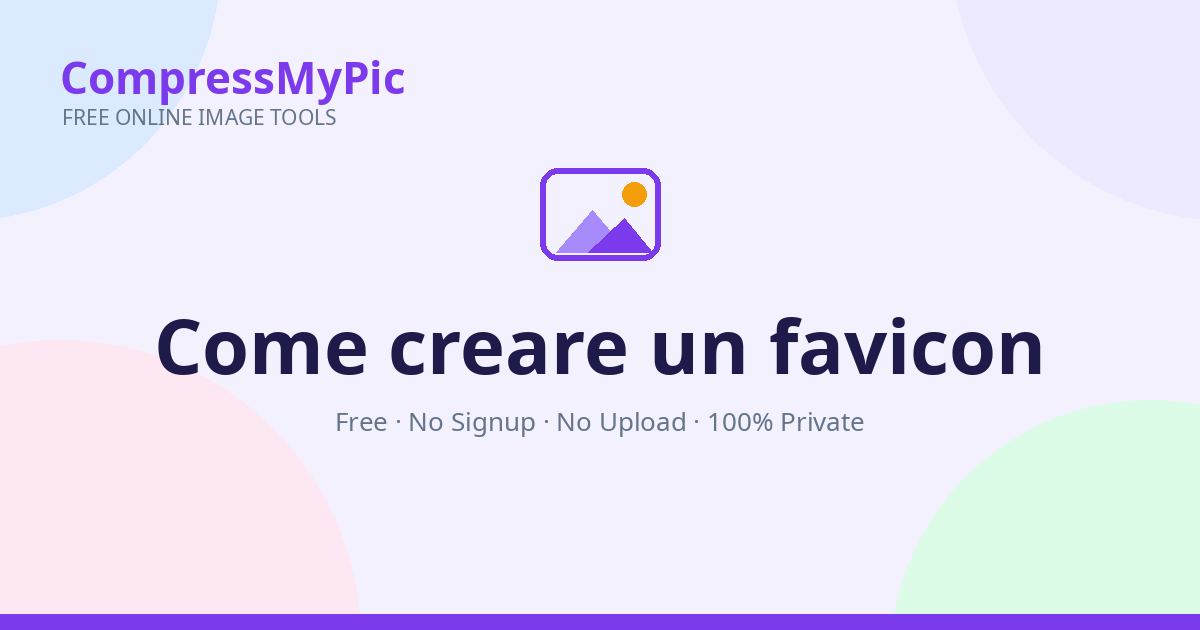 CompressMyPic
FREE ONLINE IMAGE TOOLS
Come creare un favicon
Free · No Signup · No Upload · 100% Private